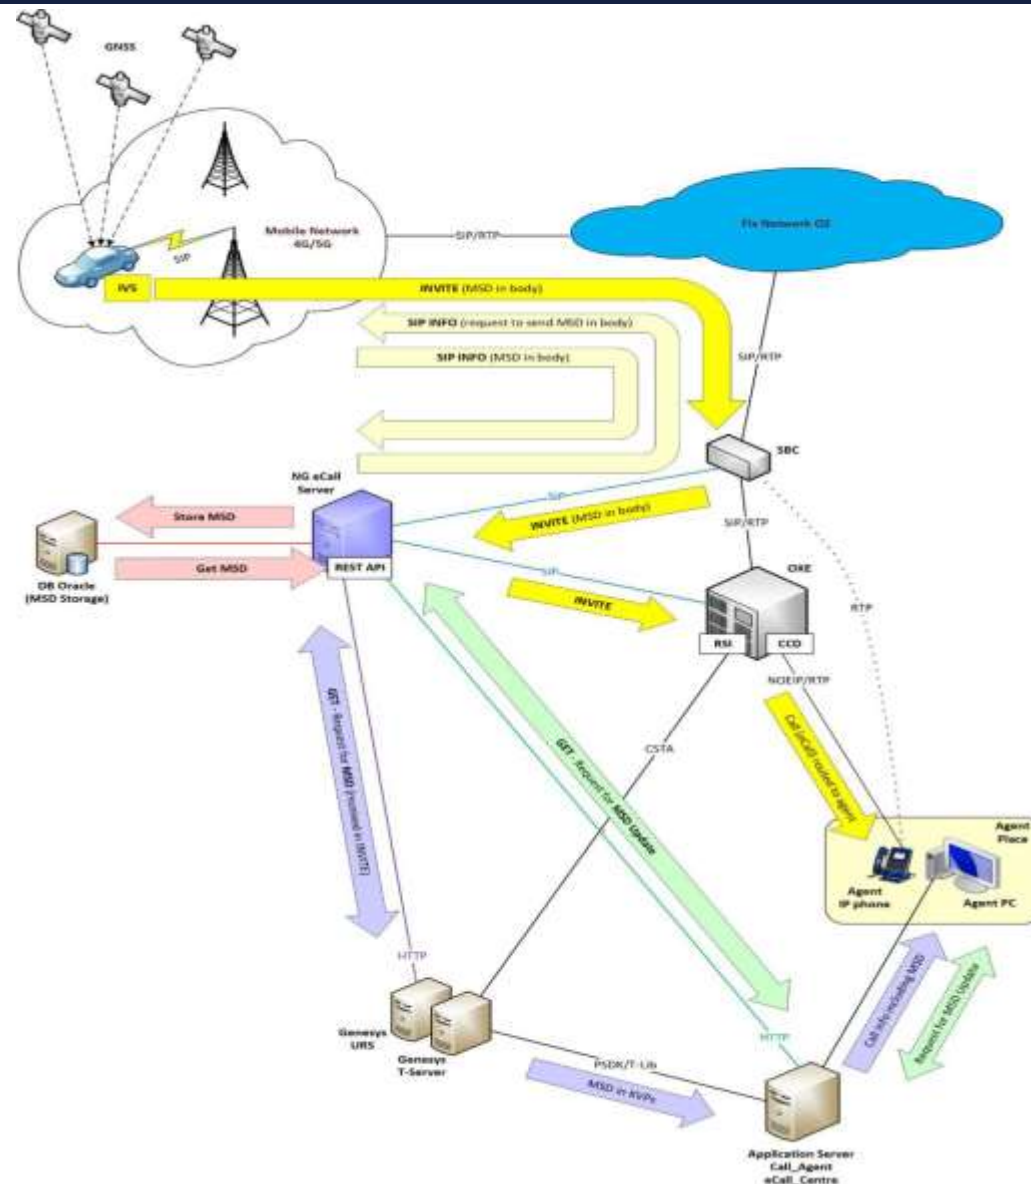 GNSS
Mobile Network
4G/5G
Fix Network O2
SIP/RTP
SIP
IVS
INVITE (MSD in body)
SIP INFO (request to send MSD in body)
SIP INFO (MSD in body)
SIP/RTP
SBC
NG eCall
Server
SIP
Store MSD
INVITE (MSD in body)
SIP/RTP
Get MSD
REST API
DB Oracle
(MSD Storage)
SIP
OXE
INVITE
RTP
RSI
CCD
NOEIP/RTP
GET - Request for MSD (received in INVITE)
GET - Request for MSD Update
CSTA
Call (eCall) routed to agent
Agent
Place
Agent
IP phone
Agent PC
HTTP
Call info including MSD
Request for MSD Update
Genesys
URS
Genesys
T-Server
HTTP
PSDK/T-Lib
MSD in KVPs
Application Server
Call_Agent
eCall_Centre